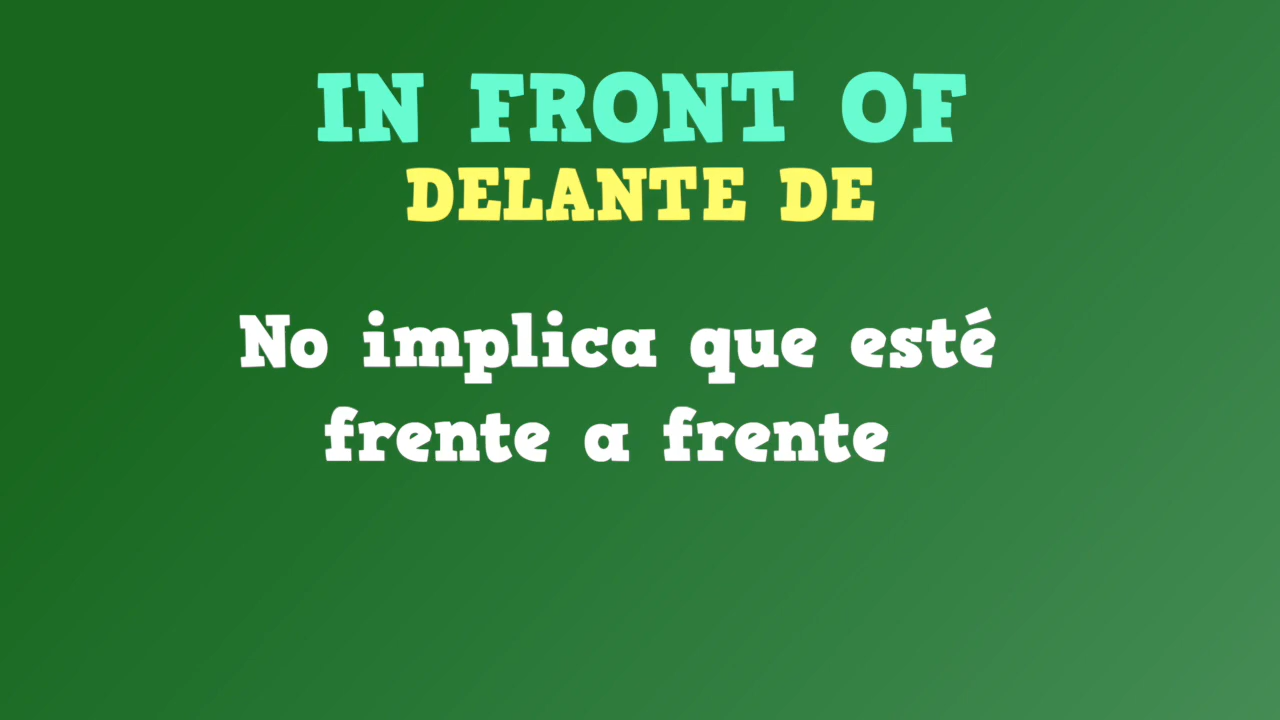 IN FRONT OF
DELANTE DE
No implica que esté
frente a frente